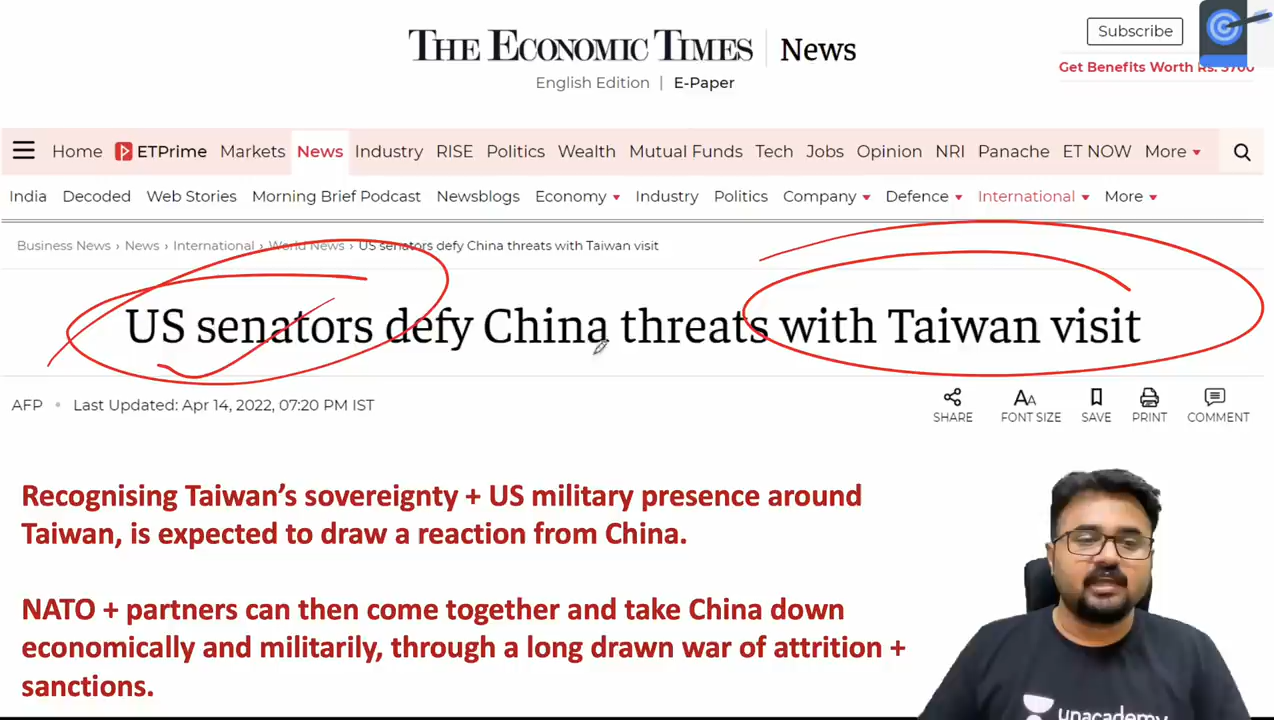 THE ECONOMIC TIMES | News
Subscribe
English Edition | E-Paper
Get Benefits Worth Rs.
Home ETPrime Markets News Industry RISE Politics Wealth Mutual Funds Tech Jobs Opinion NRI Panache ET NOW More
India Decoded Web Stories Morning Brief Podcast Newsblogs Economy Industry Politics Company Defence International More
Business News › News › International › World News › US senators defy China threats with Taiwan visit
US senators defy China threats with Taiwan visit
AFP • Last Updated: Apr 14, 2022, 07:20 PM IST
SHARE FONT SIZE SAVE PRINT COMMENT
Recognising Taiwan’s sovereignty + US military presence around
Taiwan, is expected to draw a reaction from China.
NATO + partners can then come together and take China down
economically and militarily, through a long drawn war of attrition +
sanctions.
unacademy